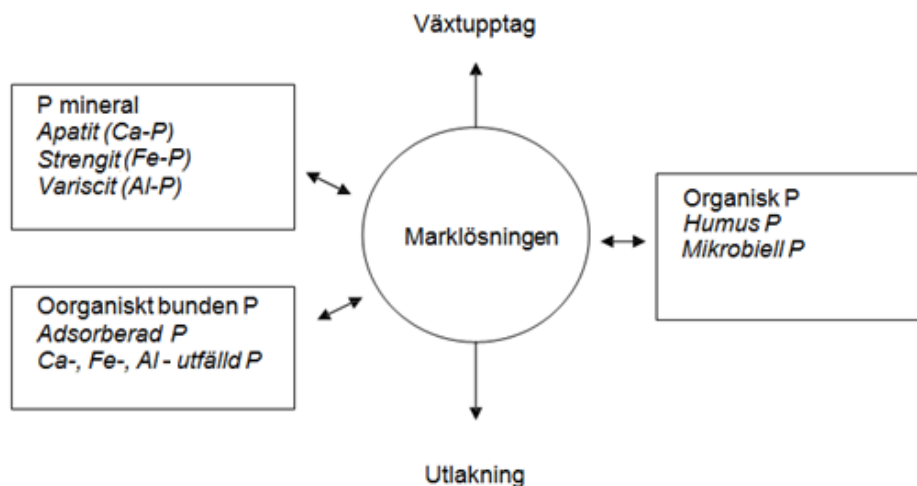 Växtupptag
P mineral
Apatit (Ca-P)
Strengit (Fe-P)
Variscit (Al-P)
Marklösningen
Organisk P
Humus P
Mikrobiell P
Oorganiskt bunden P
Adsorberad P
Ca-, Fe-, Al - utfälld P
Utlakning